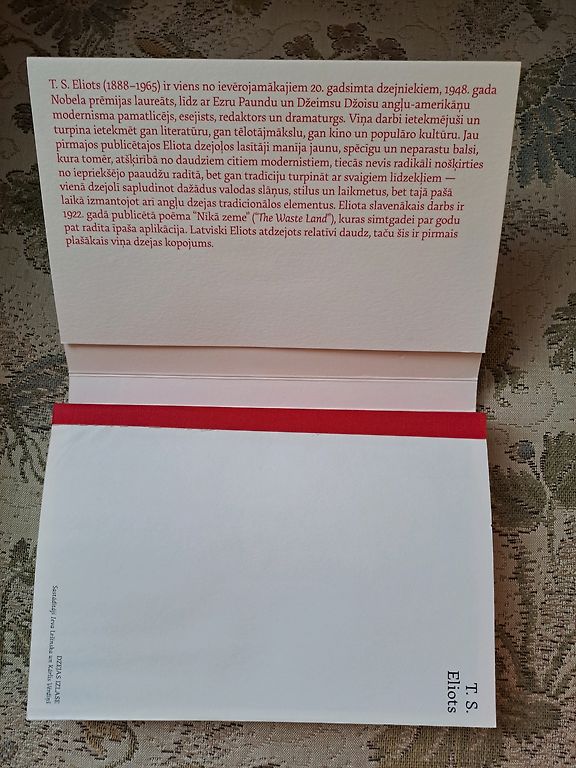 T. S. Eliots (1888–1965) ir viens no ievērojamākajiem 20. gadsimta dzejniekiem, 1948. gada
Nobela prēmijas laureāts, līdz ar Ezru Paundu un Džeimsu Džoisu angļu-amerikāņu
modernisma pamatlicējs, esejists, redaktors un dramaturgs. Viņa darbi ietekmējuši un
turpina ietekmēt gan literatūru, gan tēlotājmākslu, gan kino un populāro kultūru. Jau
pirmajos publicētajos Eliota dzejoļos lasītāji manīja jaunu, spēcīgu un neparastu balsi,
kura tomēr, atšķirībā no daudziem citiem modernistiem, tiecās nevis radikāli nošķirties
no iepriekšējo paaudžu radītā, bet gan tradīciju turpināt ar svaigiem līdzekļiem —
vienā dzejolī sapludinot dažādus valodas slāņus, stilus un laikmetus, bet tajā pašā
laikā izmantojot arī angļu dzejas tradicionālos elementus. Eliota slavenākais darbs ir
1922. gadā publicētā poēma "Nikā zeme" ("The Waste Land"), kuras simtgadei par godu
pat radīta īpaša aplikācija. Latviski Eliots atdzejots relatīvi daudz, taču šis ir pirmais
plašākais viņa dzejas kopojums.
T. S.
Eliots
DZEJAS IZLASE
Sastādītāji Ieva Lešinska un Kārlis Vērdiņš